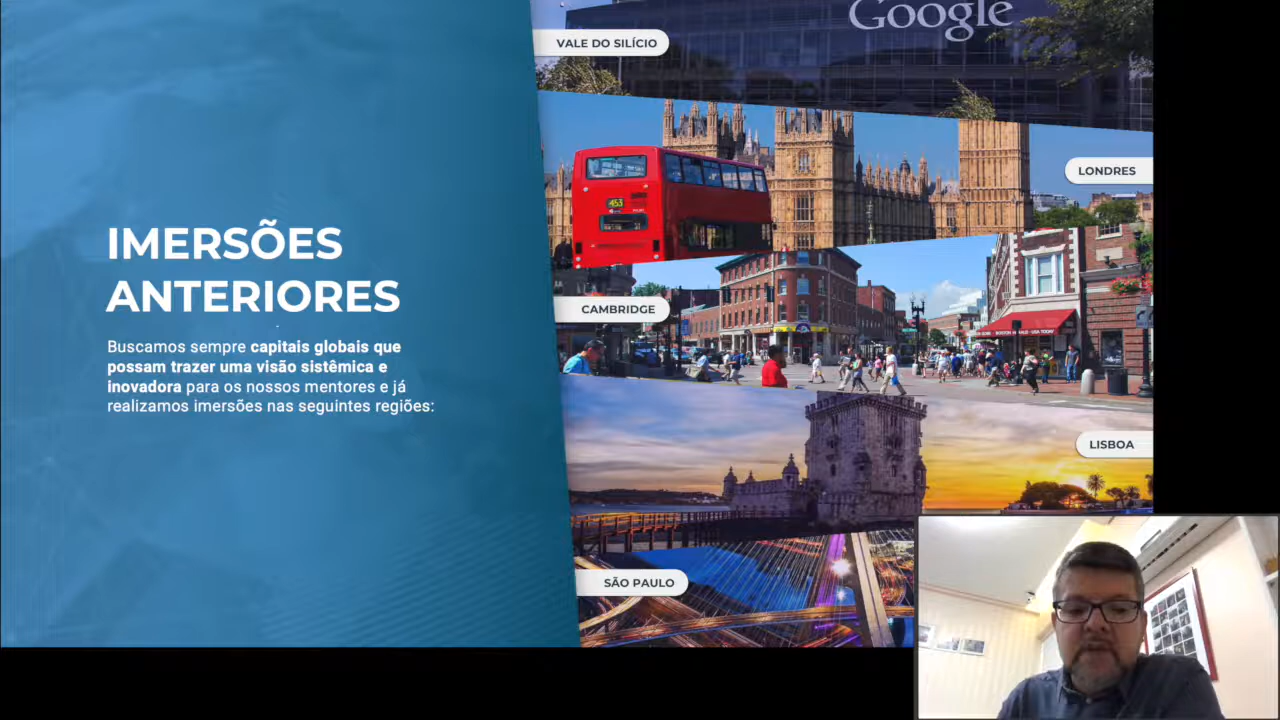 Google
VALE DO SILÍCIO
LONDRES
453
IMERSÕES
ANTERIORES
CAMBRIDGE
Buscamos sempre capitais globais que
possam trazer uma visão sistêmica e
inovadora para os nossos mentores e já
realizamos imersões nas seguintes regiões:
LISBOA
SÃO PAULO